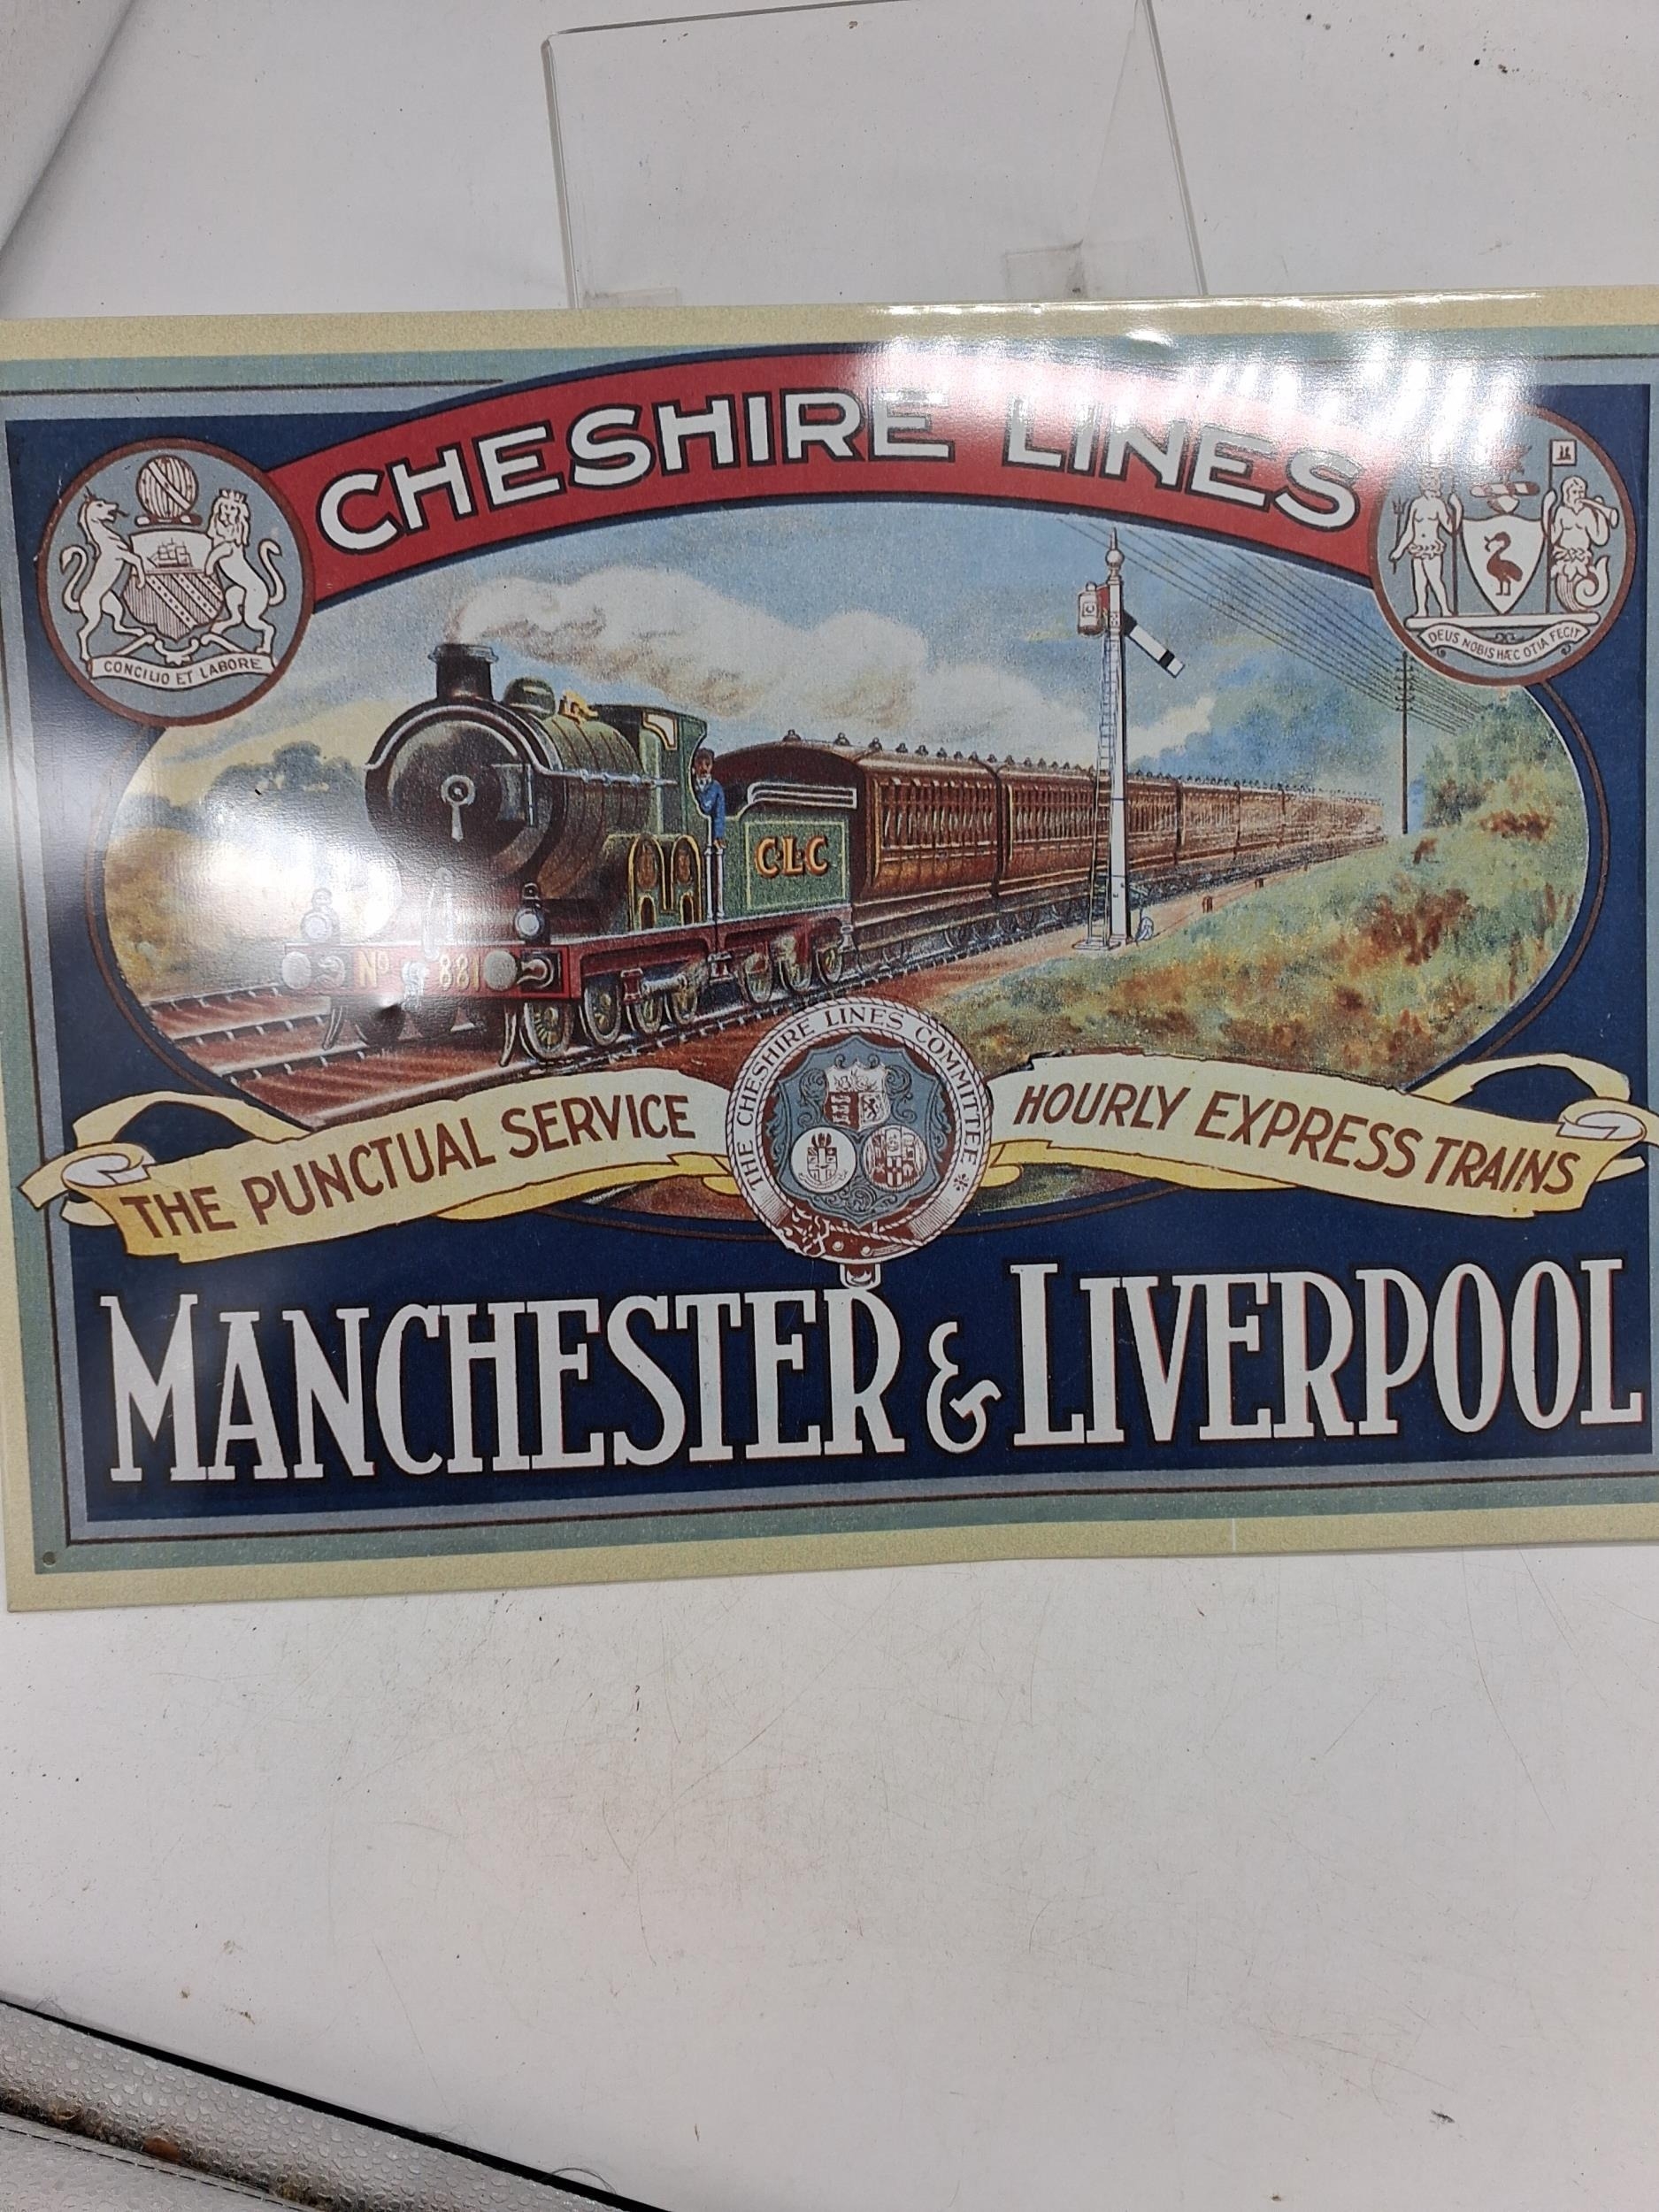 CHESHIRE LINES
CONCILIO ET LABORE
DEUS NOBIS HÆC OTIA FECIT
CLC
Nº 881
THE CHESHIRE LINES COMMITTEE
THE PUNCTUAL SERVICE
HOURLY EXPRESS TRAINS
MANCHESTER & LIVERPOOL